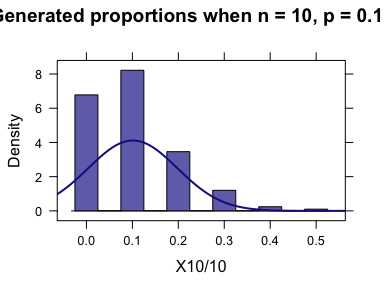 Generated proportions when n = 10, p = 0.1
Density
8
6
4
2
0
0.0 0.1 0.2 0.3 0.4 0.5
X10/10